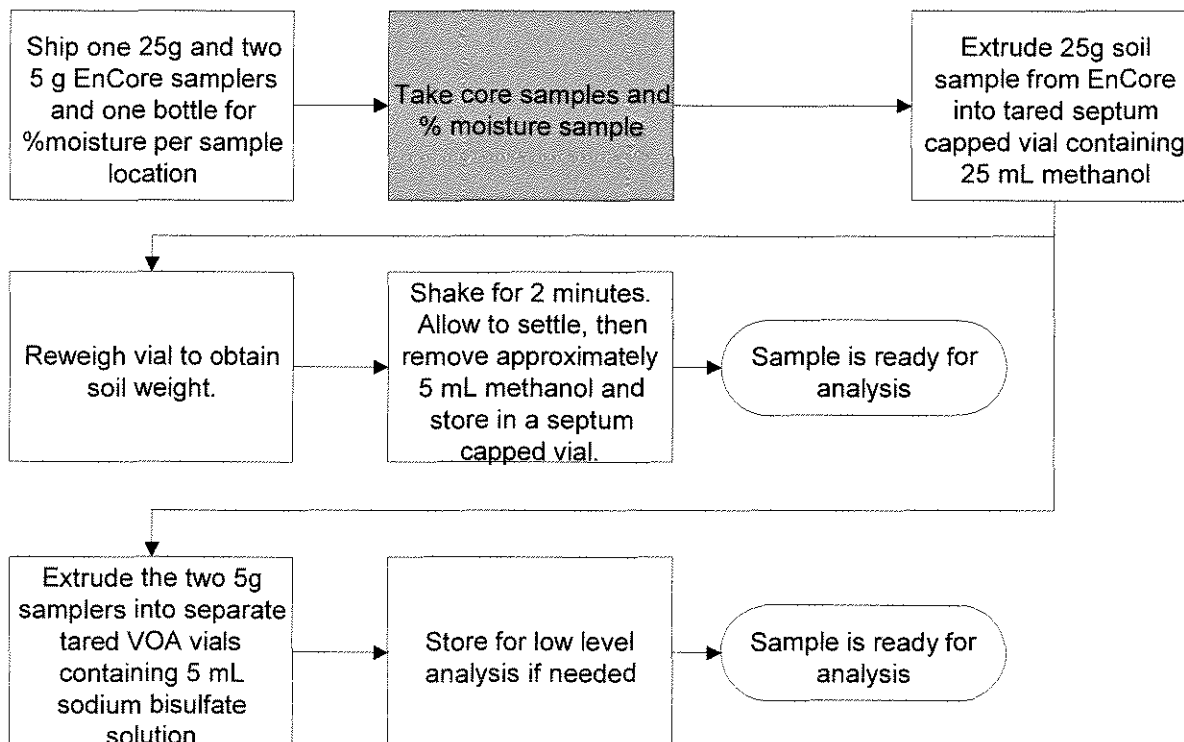 Ship one 25g and two
5 g EnCore samplers
and one bottle for
%moisture per sample
location
Take core samples and
% moisture sample
Extrude 25g soil
sample from EnCore
into tared septum
capped vial containing
25 mL methanol
Reweigh vial to obtain
soil weight.
Shake for 2 minutes.
Allow to settle, then
remove approximately
5 mL methanol and
store in a septum
capped vial.
Sample is ready for
analysis
Extrude the two 5g
samplers into separate
tared VOA vials
containing 5 mL
sodium bisulfate
solution
Store for low level
analysis if needed
Sample is ready for
analysis